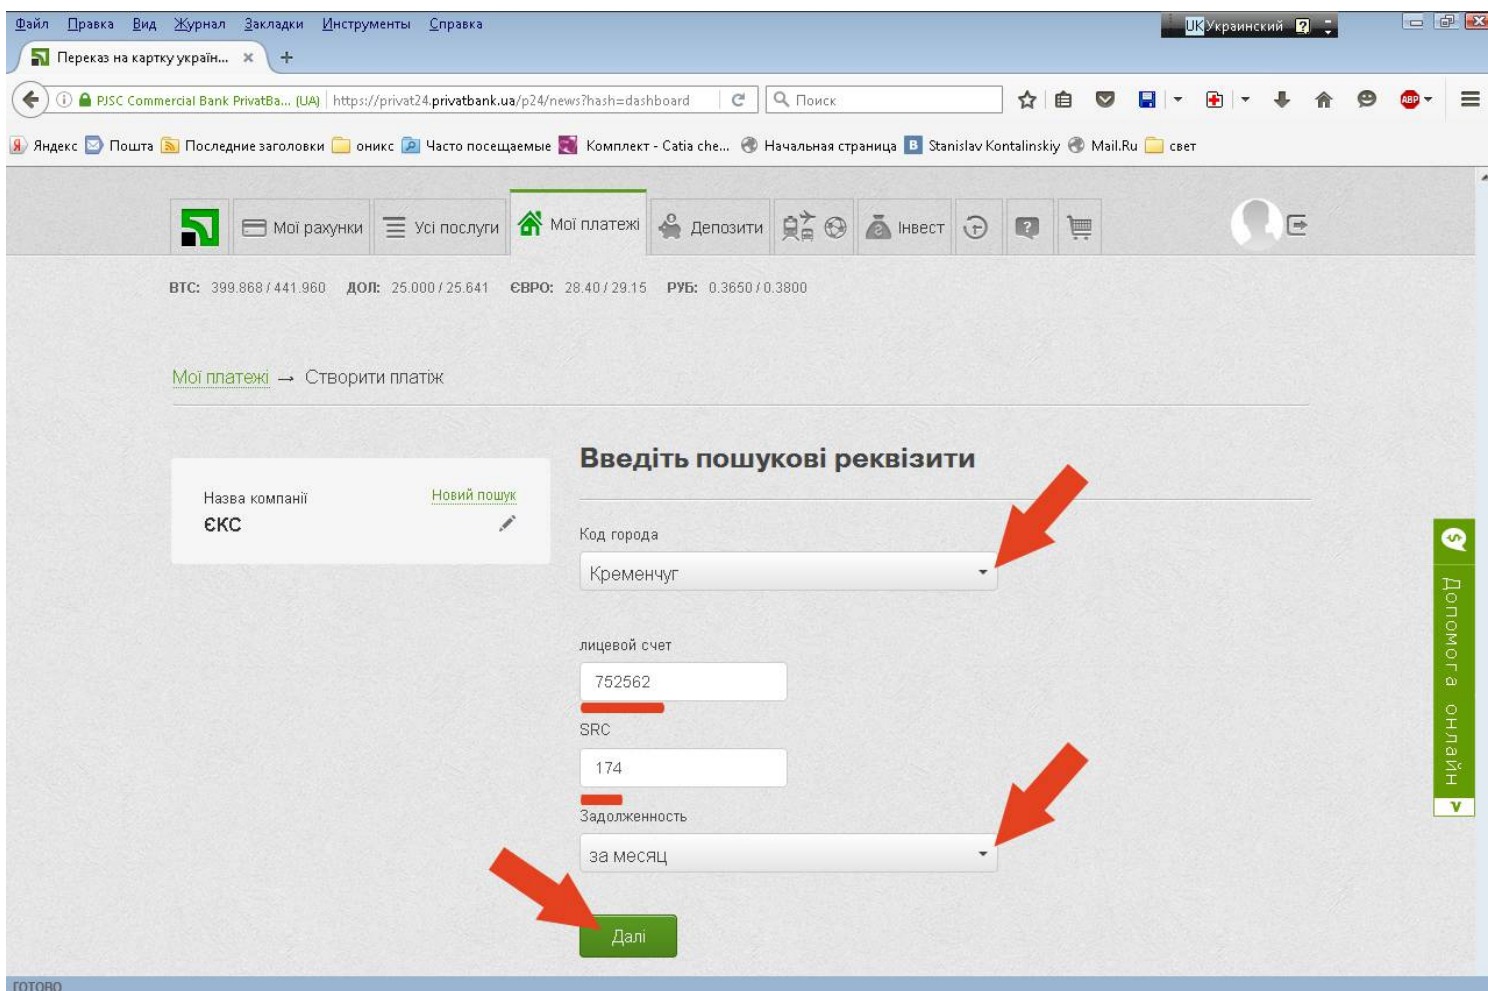 Файл Правка Вид Журнал Закладки Инструменты Справка
UK Украинский
Переказ на картку україн...
PJSC Commercial Bank PrivatBa... (UA) https://privat24.privatbank.ua/p24/news?hash=dashboard Поиск ABP
Яндекс Пошта Последние заголовки оникс Часто посещаемые Комплект - Catia che... Начальная страница B Stanislav Kontalinskiy Mail.Ru свет
Мої рахунки Усі послуги Мої платежі Депозити Інвест
BTC: 399.868 / 441.960 ДОЛ: 25.000 / 25.641 ЄВРО: 28.40 / 29.15 РУБ: 0.3650 / 0.3800
Мої платежі → Створити платіж
Введіть пошукові реквізити
Назва компанії Новий пошук
ЄКС
Код города
Кременчуг
лицевой счет
752562
SRC
174
Задолженность
за месяц
Далі
Допомога онлайн
готово